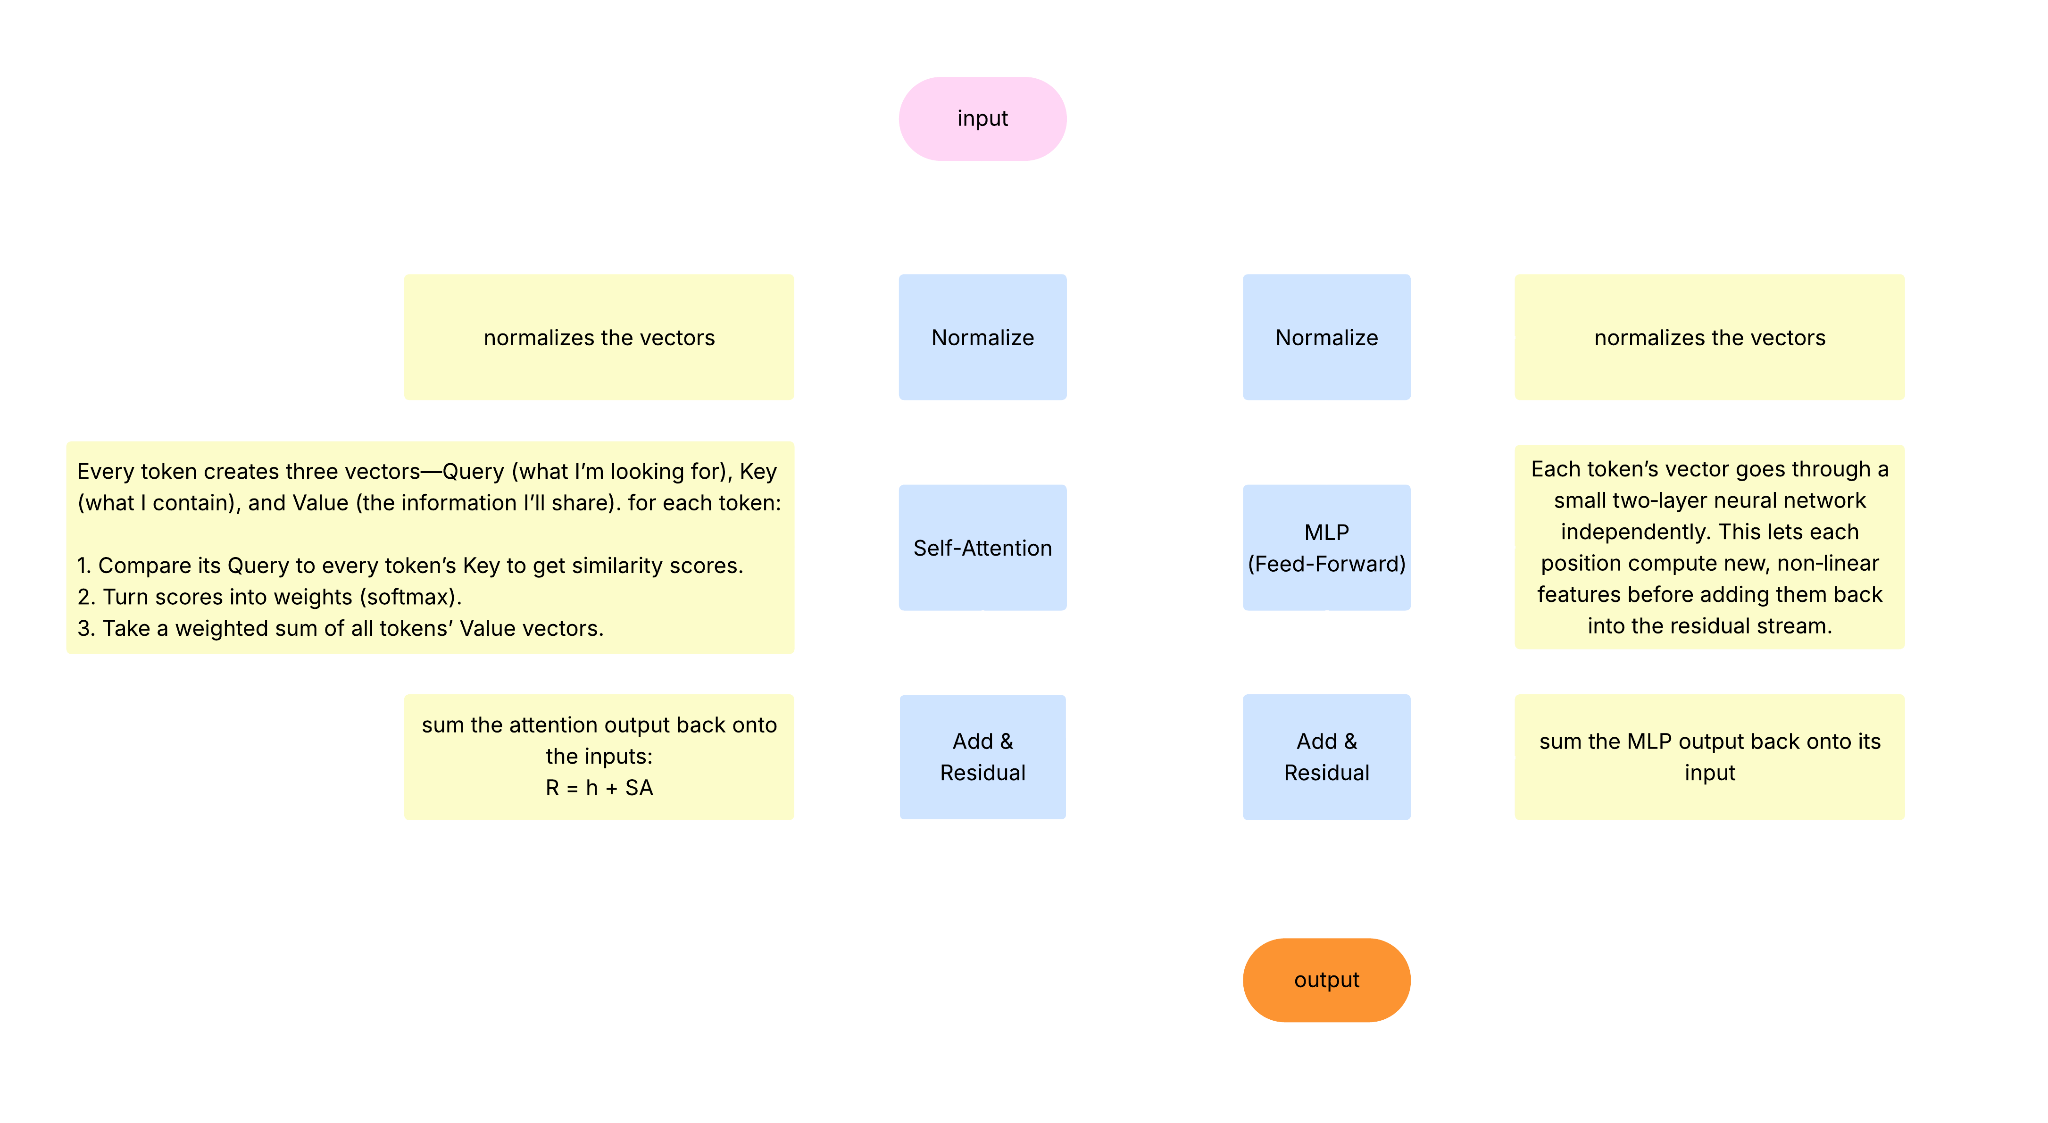 input
normalizes the vectors
Normalize
Normalize
normalizes the vectors
Every token creates three vectors—Query (what I’m looking for), Key
(what I contain), and Value (the information I’ll share). for each token:
1. Compare its Query to every token’s Key to get similarity scores.
2. Turn scores into weights (softmax).
3. Take a weighted sum of all tokens’ Value vectors.
Self-Attention
MLP
(Feed-Forward)
Each token’s vector goes through a
small two-layer neural network
independently. This lets each
position compute new, non-linear
features before adding them back
into the residual stream.
sum the attention output back onto
the inputs:
R = h + SA
Add &
Residual
Add &
Residual
sum the MLP output back onto its
input
output